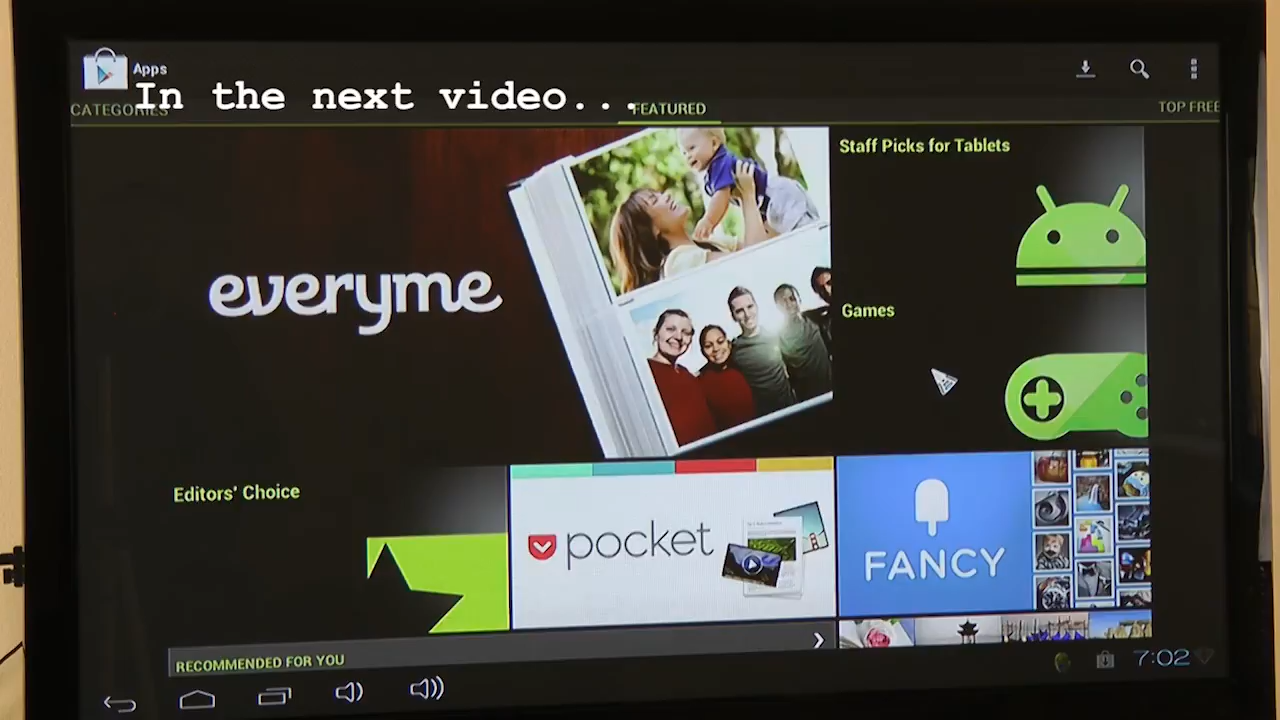 Apps
In the next video...
CATEGORIES
FEATURED
TOP FREE
everyme
Staff Picks for Tablets
Games
Editors' Choice
pocket
FANCY
RECOMMENDED FOR YOU
7:02